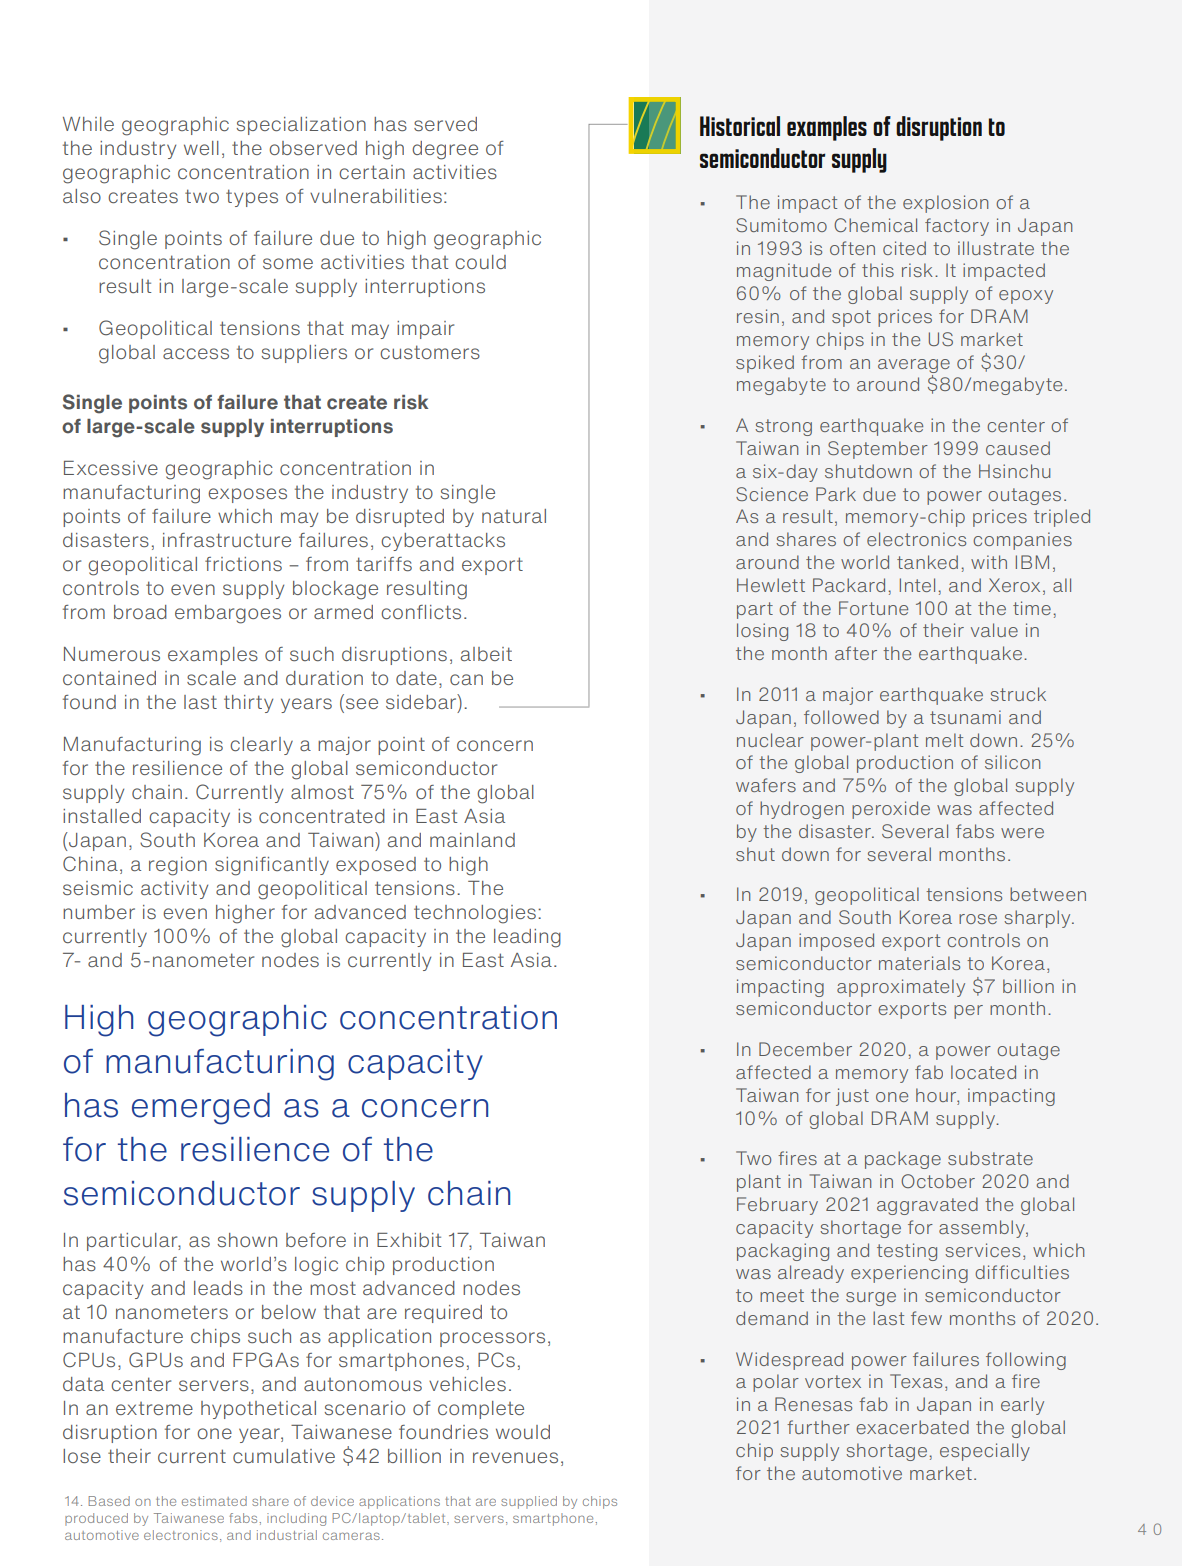 While geographic specialization has served
the industry well, the observed high degree of
geographic concentration in certain activities
also creates two types of vulnerabilities:
▪ Single points of failure due to high geographic
concentration of some activities that could
result in large-scale supply interruptions
▪ Geopolitical tensions that may impair
global access to suppliers or customers
Single points of failure that create risk
of large-scale supply interruptions
Excessive geographic concentration in
manufacturing exposes the industry to single
points of failure which may be disrupted by natural
disasters, infrastructure failures, cyberattacks
or geopolitical frictions – from tariffs and export
controls to even supply blockage resulting
from broad embargoes or armed conflicts.
Numerous examples of such disruptions, albeit
contained in scale and duration to date, can be
found in the last thirty years (see sidebar).
Manufacturing is clearly a major point of concern
for the resilience of the global semiconductor
supply chain. Currently almost 75% of the global
installed capacity is concentrated in East Asia
(Japan, South Korea and Taiwan) and mainland
China, a region significantly exposed to high
seismic activity and geopolitical tensions. The
number is even higher for advanced technologies:
currently 100% of the global capacity in the leading
7- and 5-nanometer nodes is currently in East Asia.
High geographic concentration
of manufacturing capacity
has emerged as a concern
for the resilience of the
semiconductor supply chain
In particular, as shown before in Exhibit 17, Taiwan
has 40% of the world's logic chip production
capacity and leads in the most advanced nodes
at 10 nanometers or below that are required to
manufacture chips such as application processors,
CPUs, GPUs and FPGAs for smartphones, PCs,
data center servers, and autonomous vehicles.
In an extreme hypothetical scenario of complete
disruption for one year, Taiwanese foundries would
lose their current cumulative $42 billion in revenues,
14. Based on the estimated share of device applications that are supplied by chips
produced by Taiwanese fabs, including PC/laptop/tablet, servers, smartphone,
automotive electronics, and industrial cameras.
Historical examples of disruption to
semiconductor supply
▪ The impact of the explosion of a
Sumitomo Chemical factory in Japan
in 1993 is often cited to illustrate the
magnitude of this risk. It impacted
60% of the global supply of epoxy
resin, and spot prices for DRAM
memory chips in the US market
spiked from an average of $30/
megabyte to around $80/megabyte.
▪ A strong earthquake in the center of
Taiwan in September 1999 caused
a six-day shutdown of the Hsinchu
Science Park due to power outages.
As a result, memory-chip prices tripled
and shares of electronics companies
around the world tanked, with IBM,
Hewlett Packard, Intel, and Xerox, all
part of the Fortune 100 at the time,
losing 18 to 40% of their value in
the month after the earthquake.
▪ In 2011 a major earthquake struck
Japan, followed by a tsunami and
nuclear power-plant melt down. 25%
of the global production of silicon
wafers and 75% of the global supply
of hydrogen peroxide was affected
by the disaster. Several fabs were
shut down for several months.
▪ In 2019, geopolitical tensions between
Japan and South Korea rose sharply.
Japan imposed export controls on
semiconductor materials to Korea,
impacting approximately $7 billion in
semiconductor exports per month.
▪ In December 2020, a power outage
affected a memory fab located in
Taiwan for just one hour, impacting
10% of global DRAM supply.
▪ Two fires at a package substrate
plant in Taiwan in October 2020 and
February 2021 aggravated the global
capacity shortage for assembly,
packaging and testing services, which
was already experiencing difficulties
to meet the surge in semiconductor
demand in the last few months of 2020.
▪ Widespread power failures following
a polar vortex in Texas, and a fire
in a Renesas fab in Japan in early
2021 further exacerbated the global
chip supply shortage, especially
for the automotive market.
40